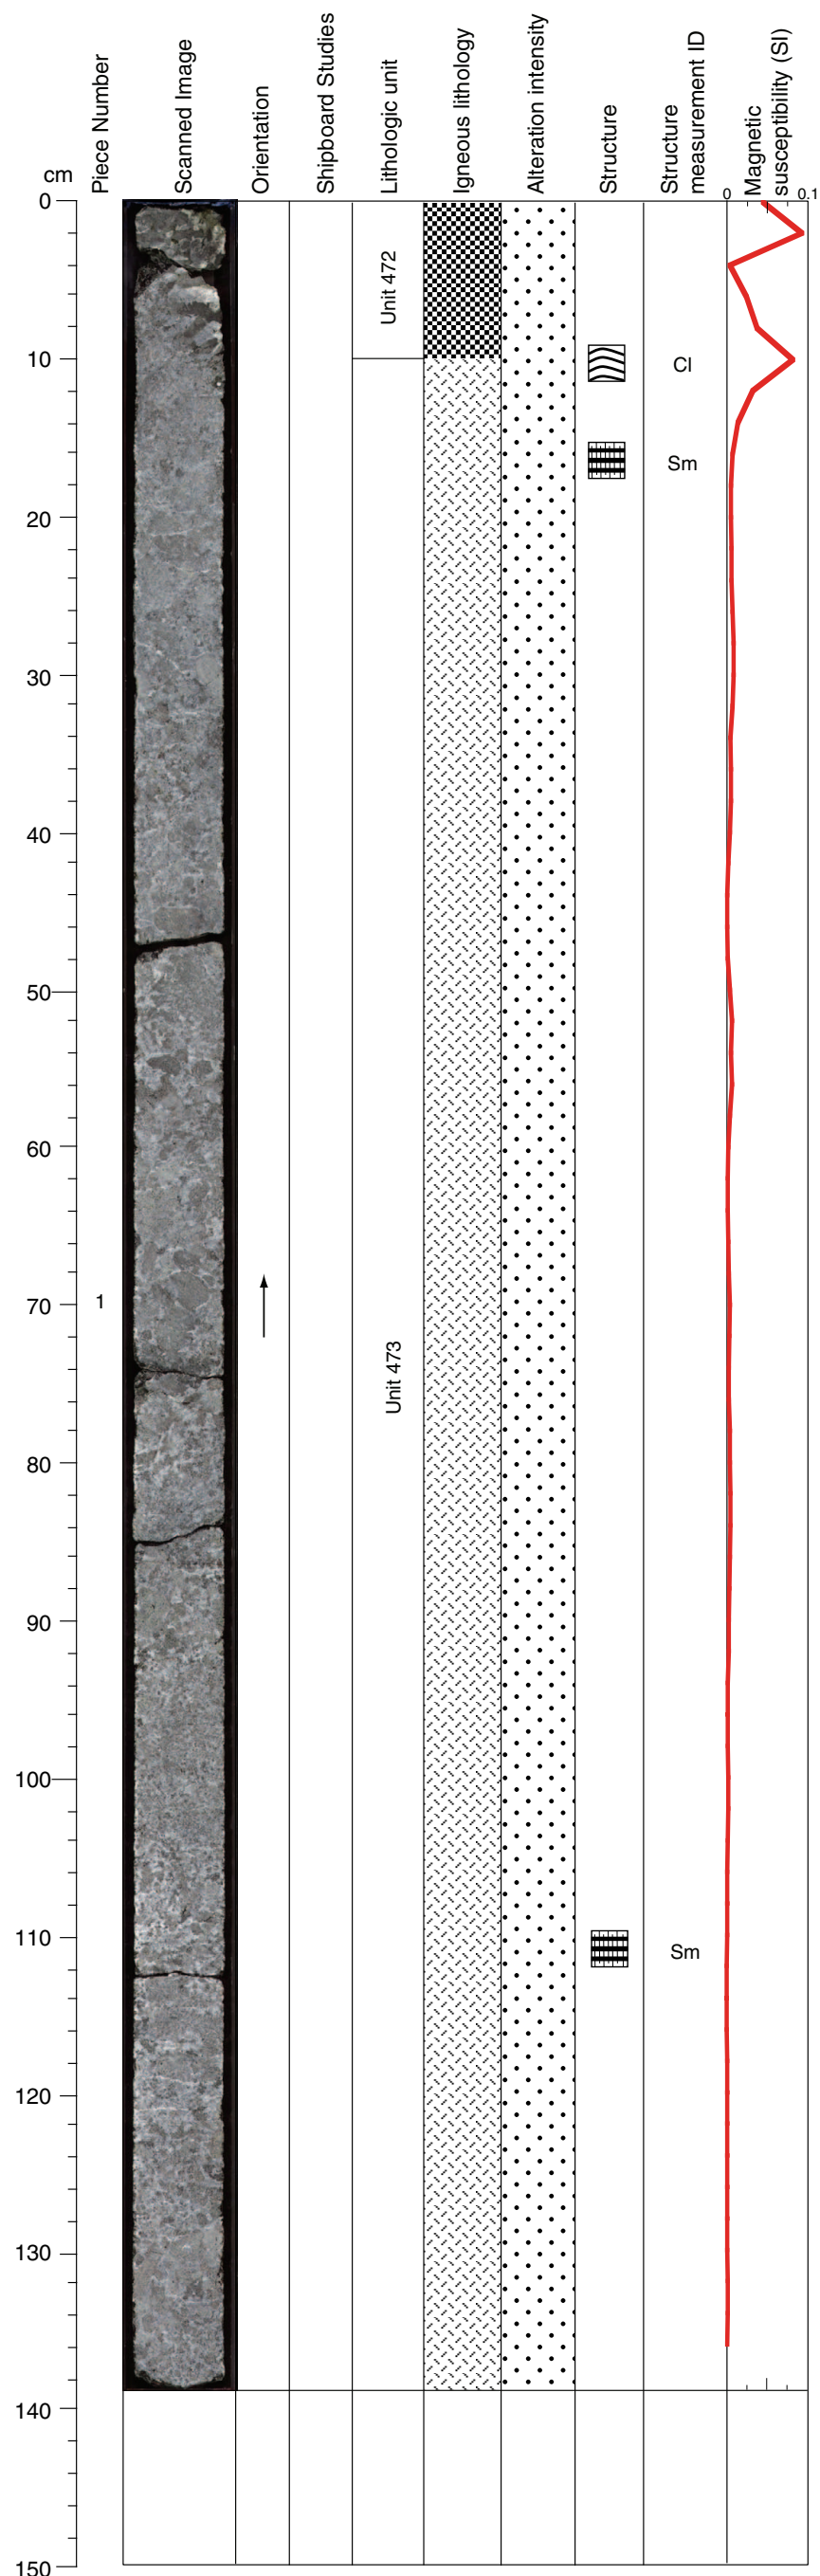 cm
Piece Number
Scanned Image
Orientation
Shipboard Studies
Lithologic unit
Igneous lithology
Alteration intensity
Structure
Structure
measurement ID
Magnetic
susceptibility (SI)
0 0.1
0
Unit 472
10
Cl
Sm
20
30
40
50
60
70
1
Unit 473
80
90
100
110
Sm
120
130
140
150